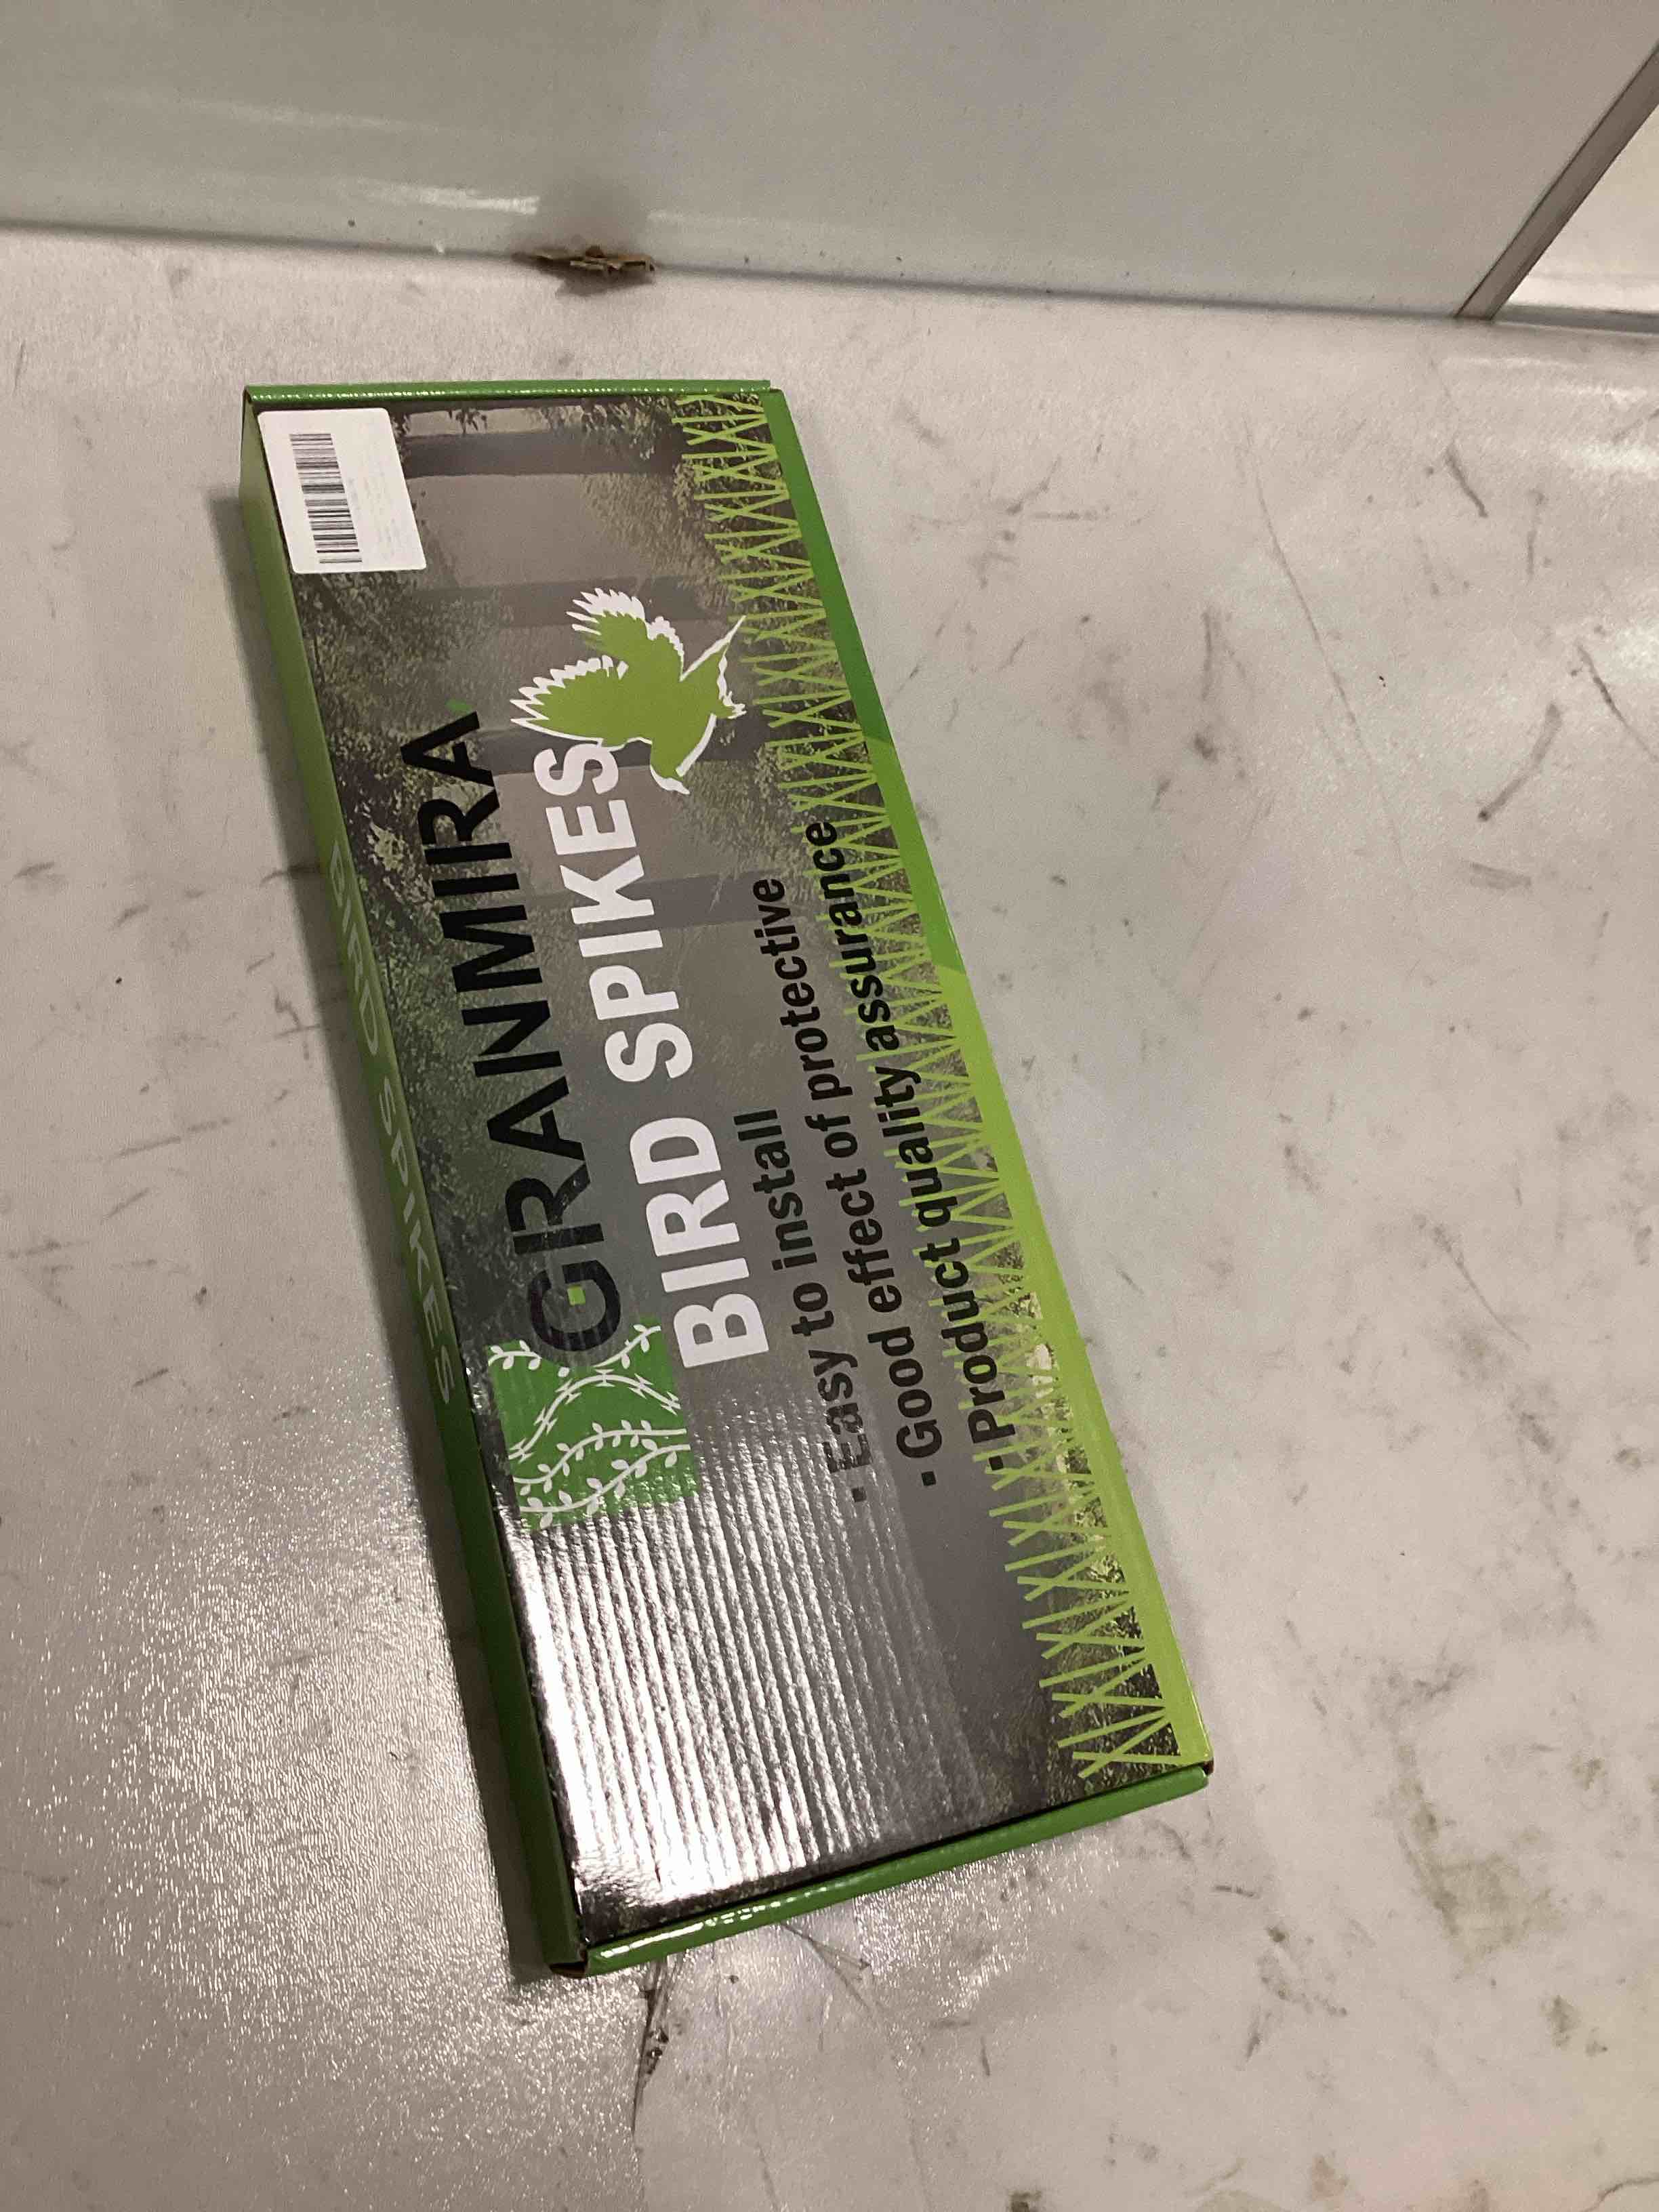 GRANMIRA
BIRD SPIKES
· Easy to install
· Good effect of protective
· Product quality assurance
BIRD SPIKES